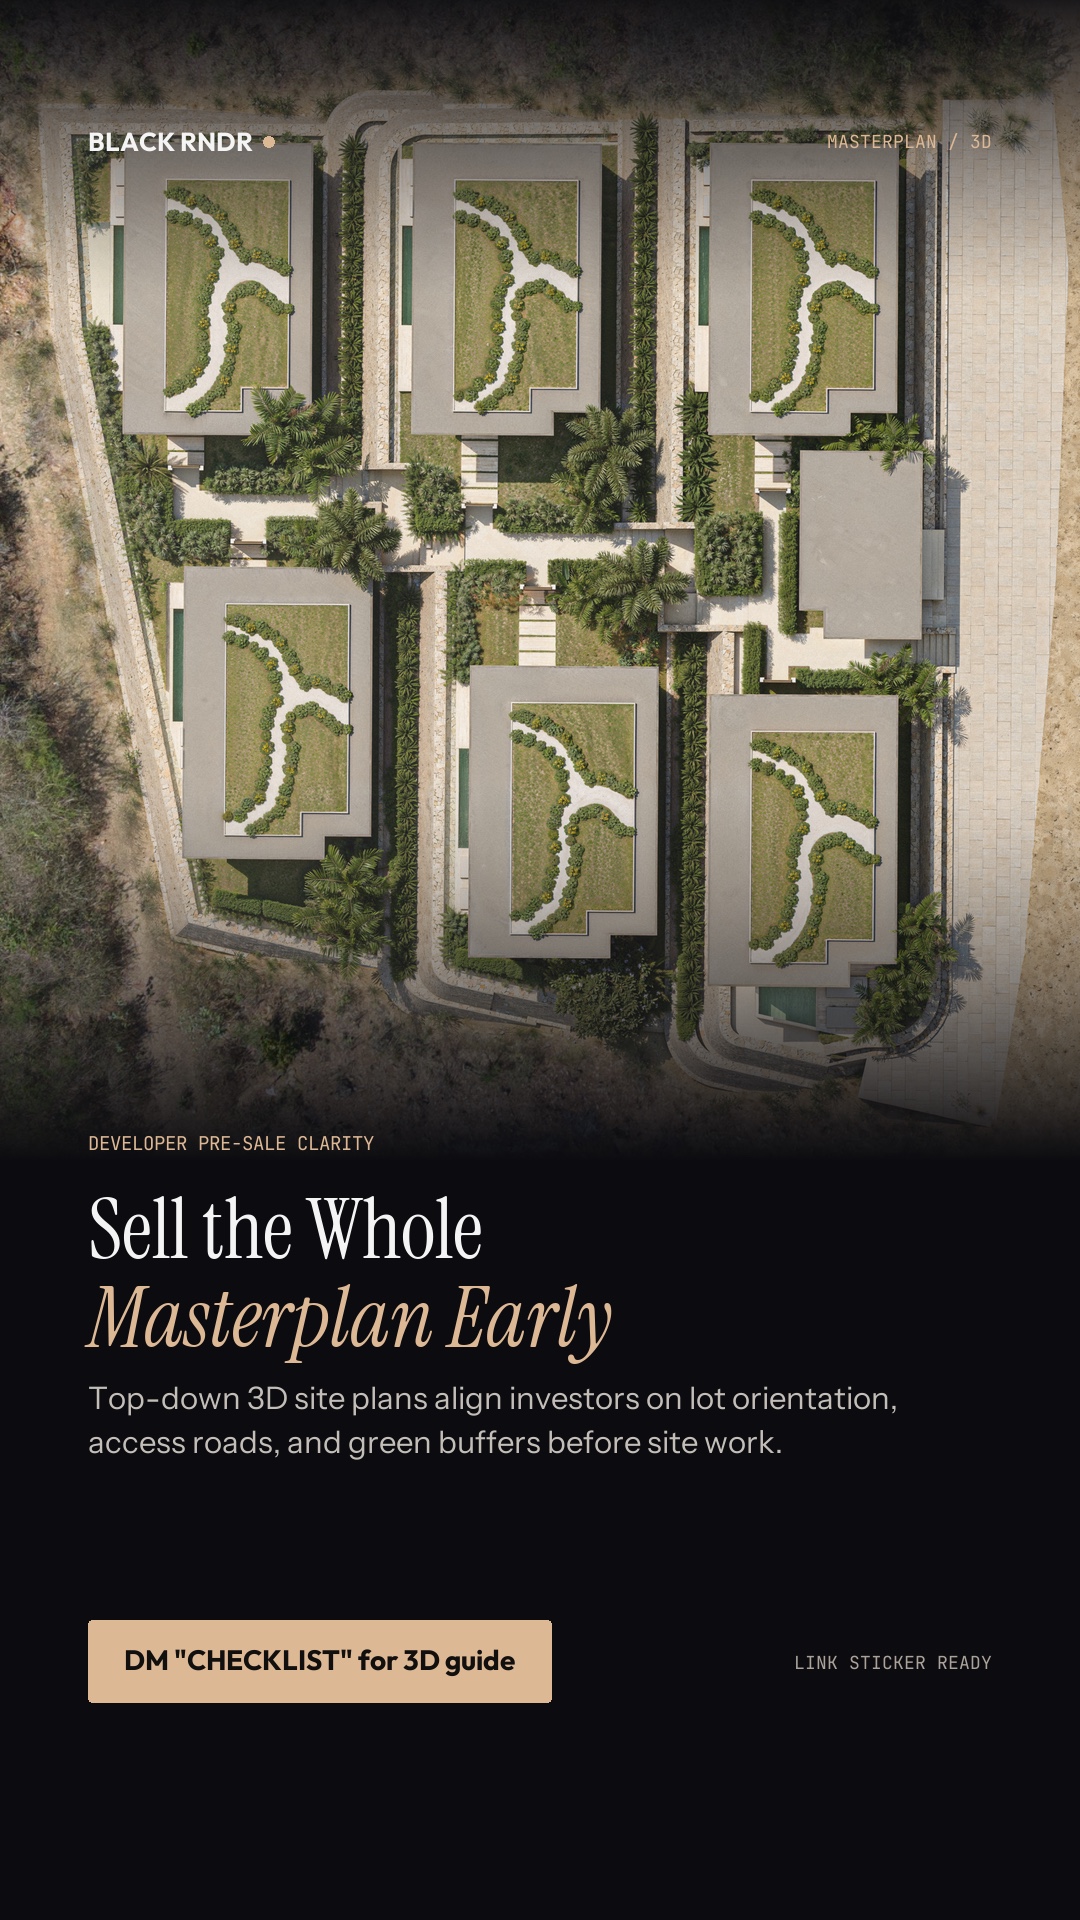 BLACK RNDR
MASTERPLAN / 3D
DEVELOPER PRE-SALE CLARITY
Sell the Whole
Masterplan Early
Top-down 3D site plans align investors on lot orientation,
access roads, and green buffers before site work.
DM "CHECKLIST" for 3D guide
LINK STICKER READY